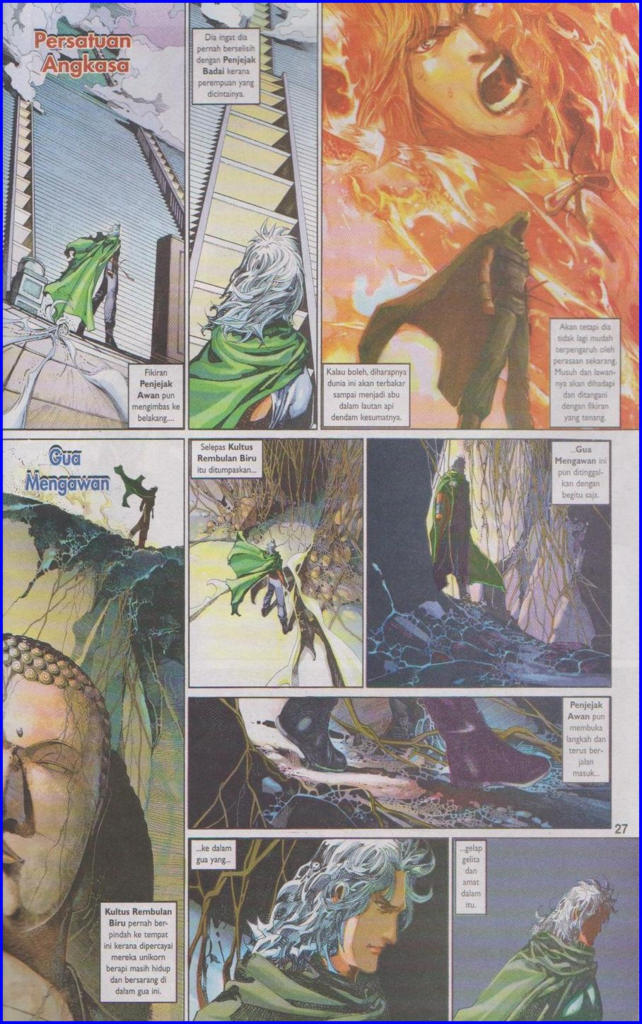 Persatuan
Angkasa
Fikiran
Penjejak
Awan pun
mengimbas ke
belakang....
Dia ingat dia
pernah berselisih
dengan Penjejak
Badai kerana
perempuan yang
dicintainya.
Kalau boleh, diharapnya
dunia ini akan terbakar
sampai menjadi abu
dalam lautan api
dendam kesumatnya.
Akan tetapi dia
tidak lagi mudah
terpengaruh oleh
perasaan sekarang.
Musuh dan lawan-
nya akan dihadapi
dan ditangani
dengan fikiran
yang tenang.
Gua
Mengawan
Kultus Rembulan
Biru pernah ber-
pindah ke tempat
ini kerana dipercayai
mereka unikorn
berapi masih hidup
dan bersarang di
dalam gua ini.
Selepas Kultus
Rembulan Biru
itu ditumpaskan...
...Gua
Mengawan ini
pun ditinggal-
kan dengan
begitu saja.
Penjejak
Awan pun
membuka
langkah dan
terus ber-
jalan
masuk...
27
...ke dalam
gua yang...
...gelap
gelita
dan
amat
dalam
itu.